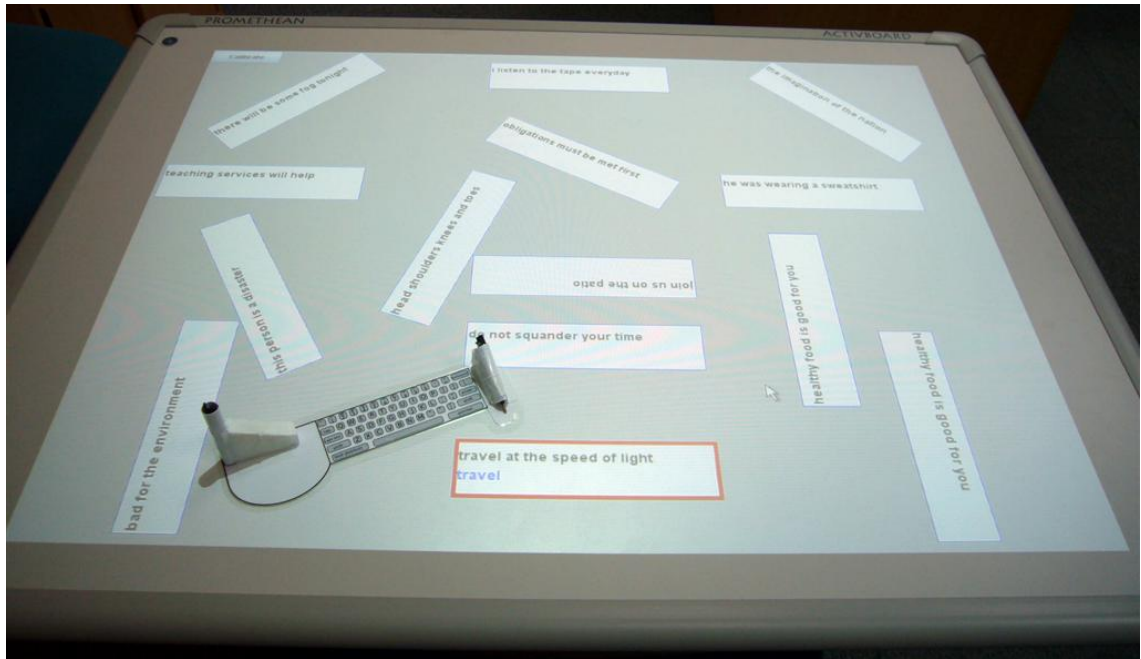 PROMETHEAN
ACTIVBOARD
Calibrate
there will be some fog tonight
i listen to the tape everyday
the imagination of the nation
obligations must be met first
teaching services will help
he was wearing a sweatshirt
head shoulders knees and toes
this person is a disaster
join us on the patio
healthy food is good for you
do not squander your time
healthy food is good for you
bad for the environment
travel at the speed of light
travel